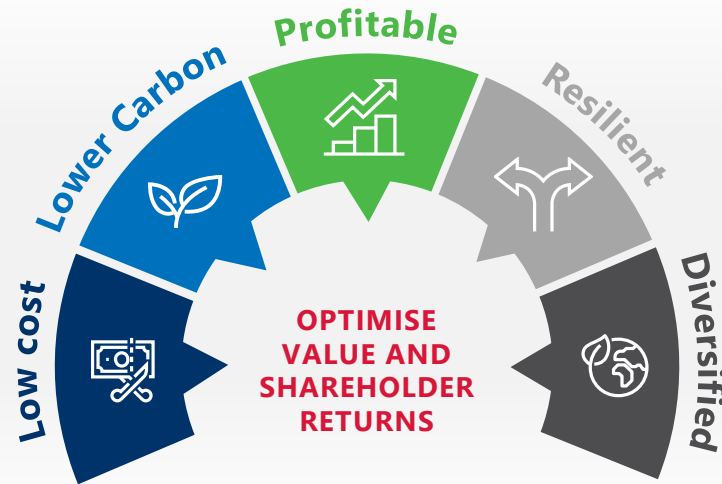 Low cost
Lower Carbon
Profitable
Resilient
Diversified
OPTIMISE
VALUE AND
SHAREHOLDER
RETURNS